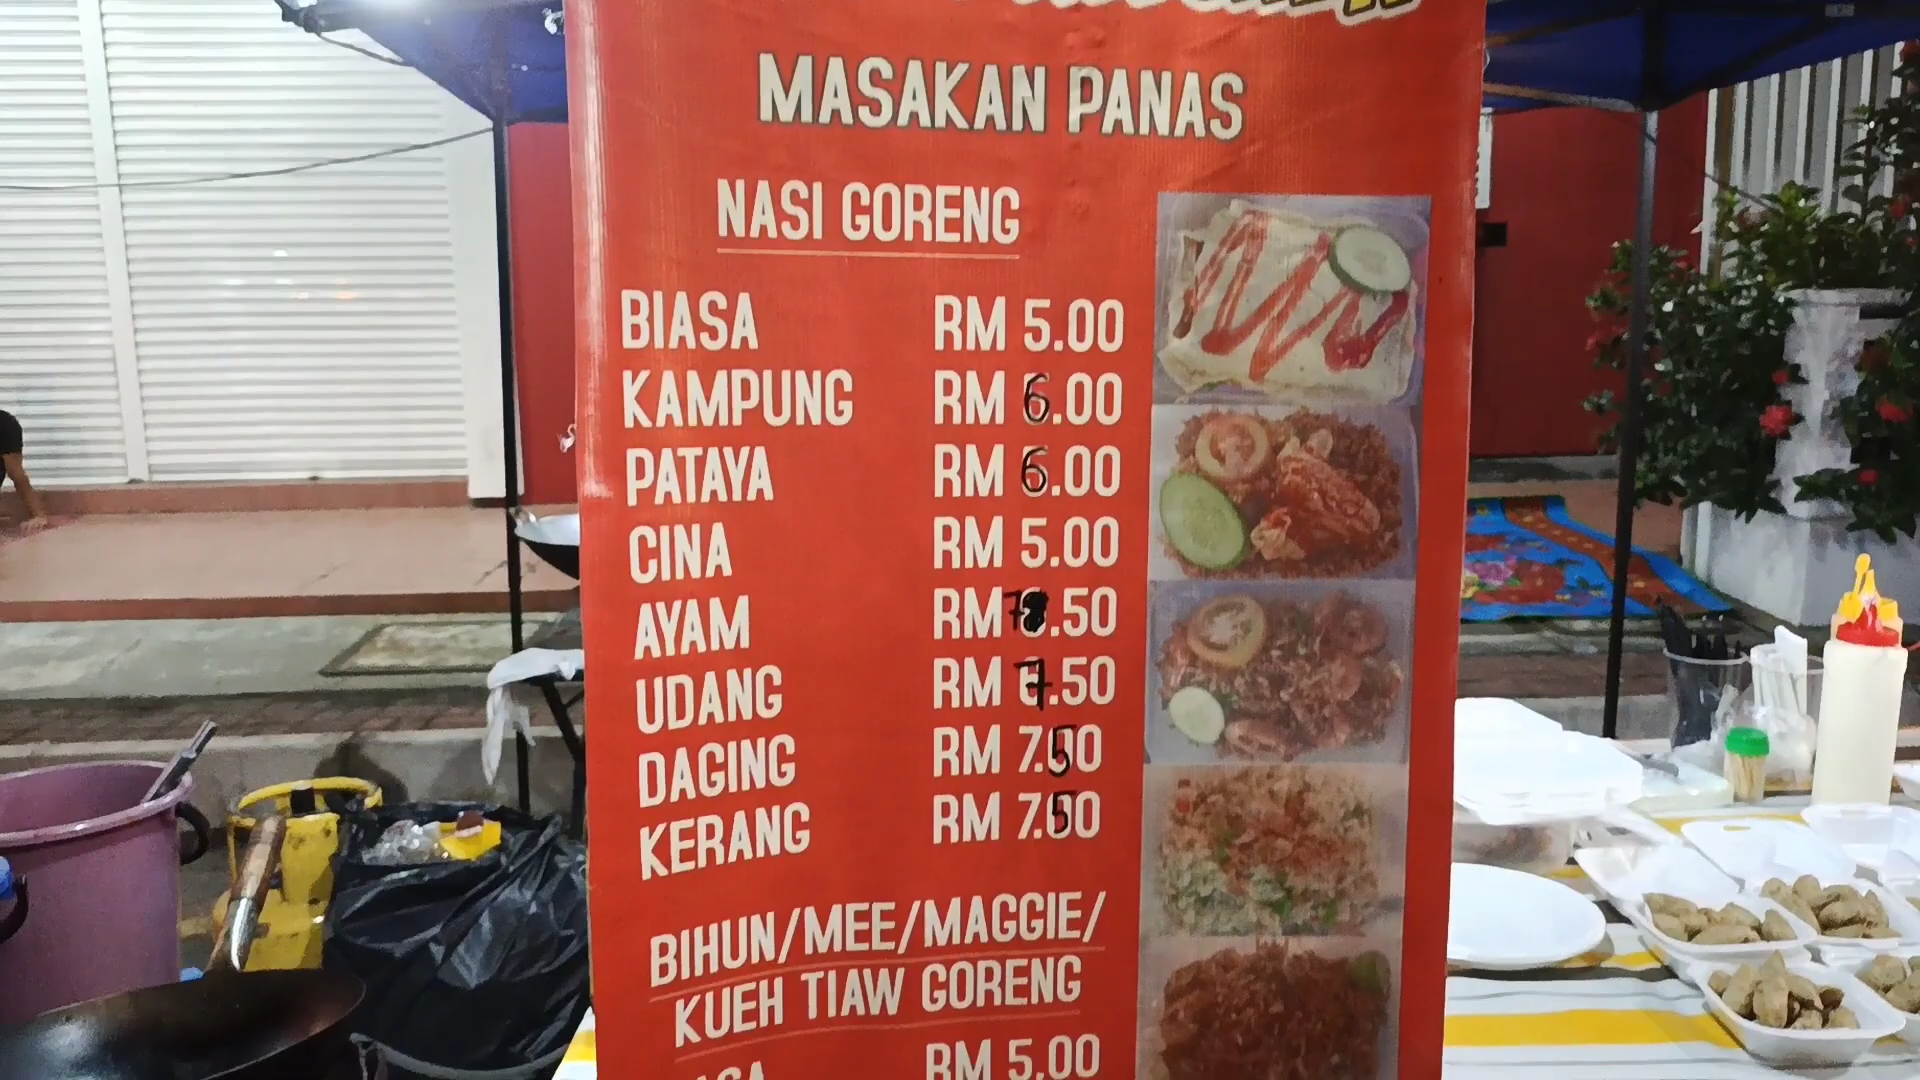 MASAKAN PANAS
NASI GORENG
BIASA RM 5.00
KAMPUNG RM 6.00
PATAYA RM 6.00
CINA RM 5.00
AYAM RM 7.50
UDANG RM 7.50
DAGING RM 7.50
KERANG RM 7.50
BIHUN/MEE/MAGGIE/
KUEH TIAW GORENG
RM 5.00